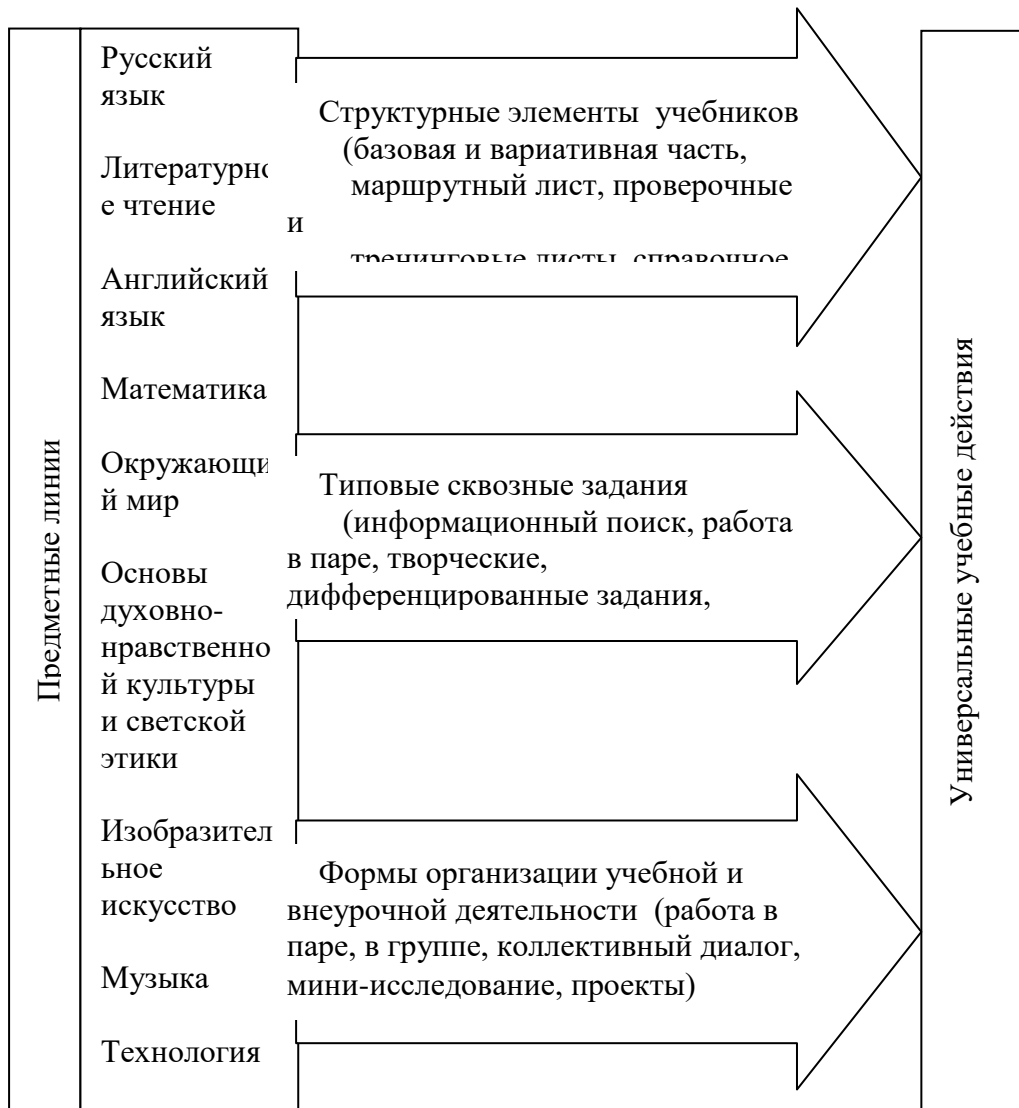 Предметные линии
Русский
язык
Литературно
е чтение
Английский
язык
Математика
Окружающи
й мир
Основы
духовно-
нравственно
й культуры
и светской
этики
Изобразител
ьное
искусство
Музыка
Технология
Структурные элементы учебников
(базовая и вариативная часть,
маршрутный лист, проверочные
и
тренинговые листы, справочное
Типовые сквозные задания
(информационный поиск, работа
в паре, творческие,
дифференцированные задания,
Формы организации учебной и
внеурочной деятельности (работа в
паре, в группе, коллективный диалог,
мини-исследование, проекты)
Универсальные учебные действия